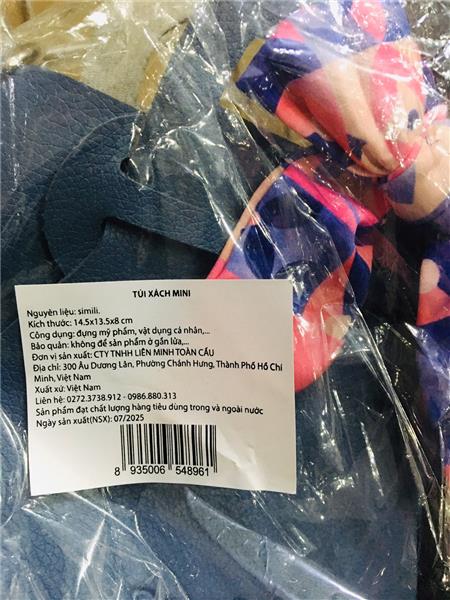 TÚI XÁCH MINI
Nguyên liệu: simili.
Kích thước: 14.5x13.5x8 cm
Công dụng: đựng mỹ phẩm, vật dụng cá nhân,...
Bảo quản: không để sản phẩm ở gần lửa,...
Đơn vị sản xuất: CTY TNHH LIÊN MINH TOÀN CẦU
Địa chỉ: 300 Âu Dương Lân, Phường Chánh Hưng, Thành Phố Hồ Chí
Minh, Việt Nam
Xuất xứ: Việt Nam
Liên hệ: 0272.3738.912 - 0986.880.313
Sản phẩm đạt chất lượng hàng tiêu dùng trong và ngoài nước
Ngày sản xuất(NSX): 07/2025
8 935006 548961